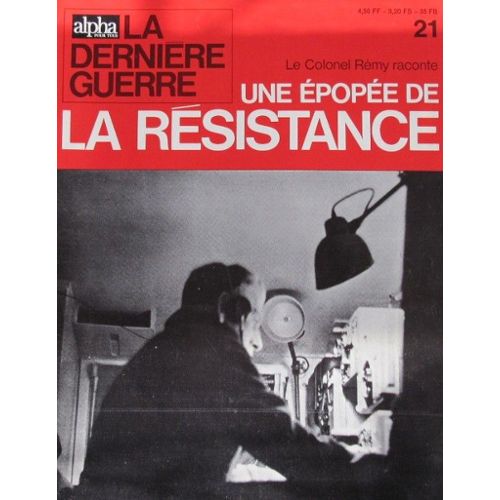 alpha
POUR TOUS
LA
DERNIERE
GUERRE
4,50 FF – 3,20 FS – 35 FB
21
Le Colonel Rémy raconte
UNE ÉPOPÉE DE
LA RÉSISTANCE